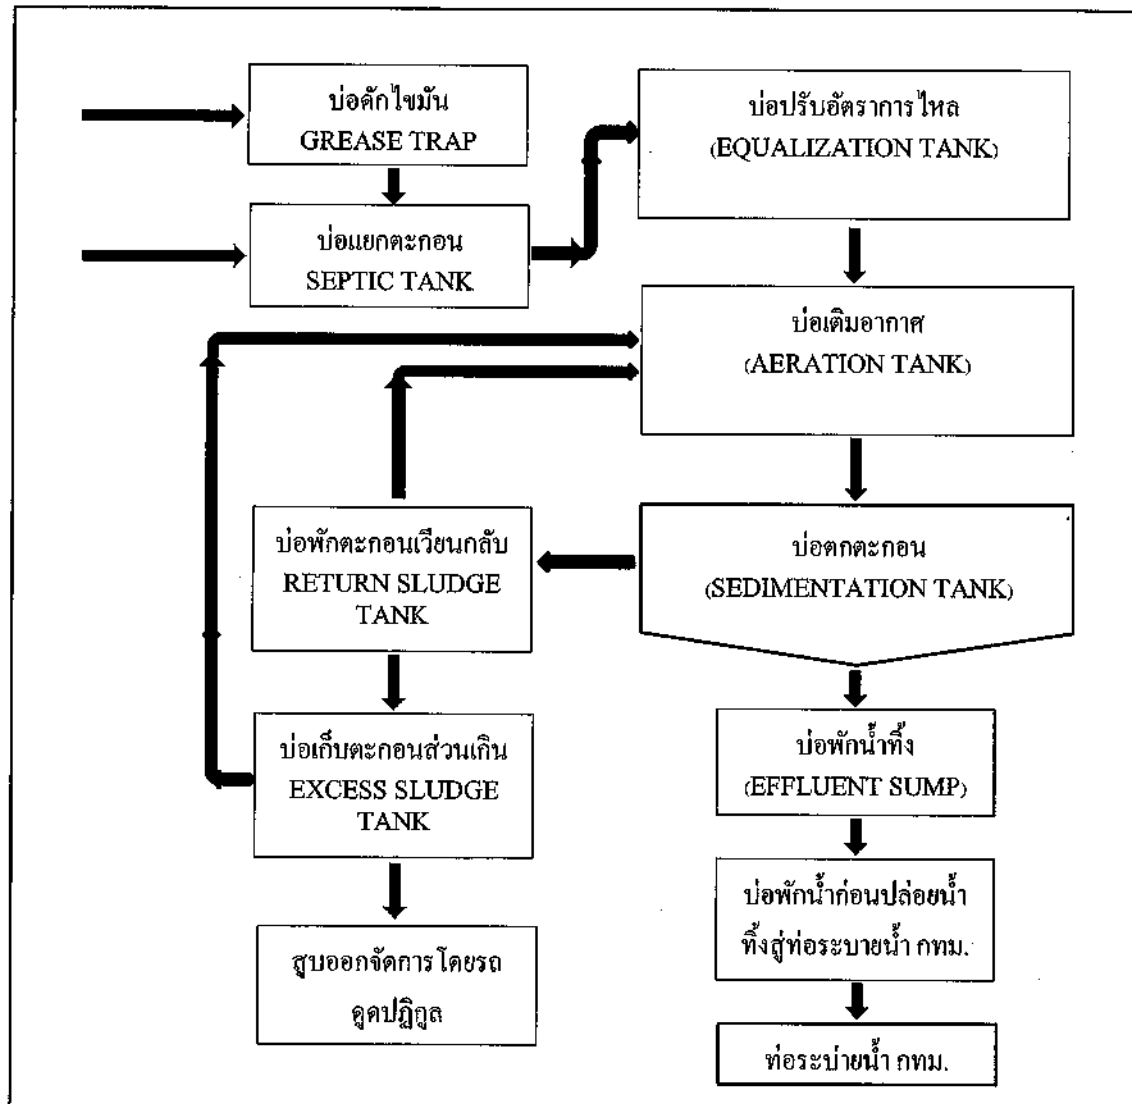 บ่อดักไขมัน
GREASE TRAP
บ่อแยกตะกอน
SEPTIC TANK
บ่อปรับอัตราการไหล
(EQUALIZATION TANK)
บ่อเติมอากาศ
(AERATION TANK)
บ่อตกตะกอน
(SEDIMENTATION TANK)
บ่อพักตะกอนเวียนกลับ
RETURN SLUDGE
TANK
บ่อเก็บตะกอนส่วนเกิน
EXCESS SLUDGE
TANK
สูบออกจัดการโดยรถ
ดูดปฏิกูล
บ่อพักน้ำทิ้ง
(EFFLUENT SUMP)
บ่อพักน้ำก่อนปล่อยน้ำ
ทิ้งสู่ท่อระบายน้ำ กทม.
ท่อระบายน้ำ กทม.